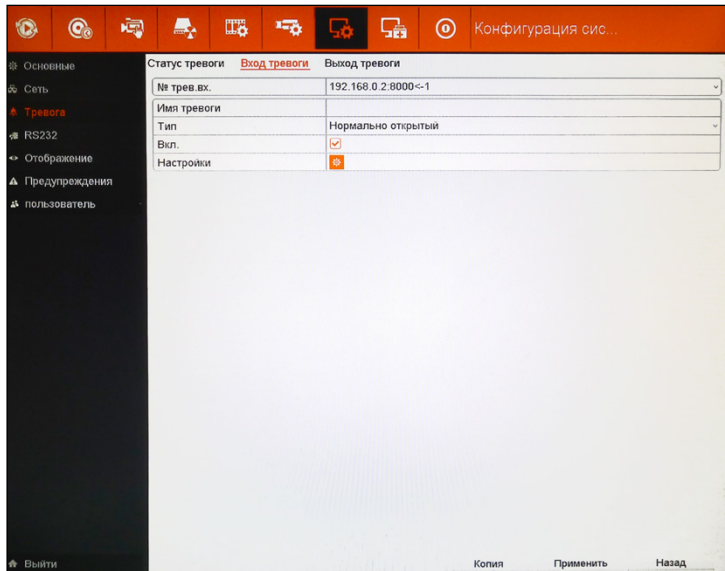 Конфигурация сис...
Основные
Сеть
Тревога
RS232
Отображение
Предупреждения
пользователь
Выйти
Статус тревоги Вход тревоги Выход тревоги
№ трев.вх. 192.168.0.2:8000<-1
Имя тревоги
Тип Нормально открытый
Вкл.
Настройки
Копия Применить Назад